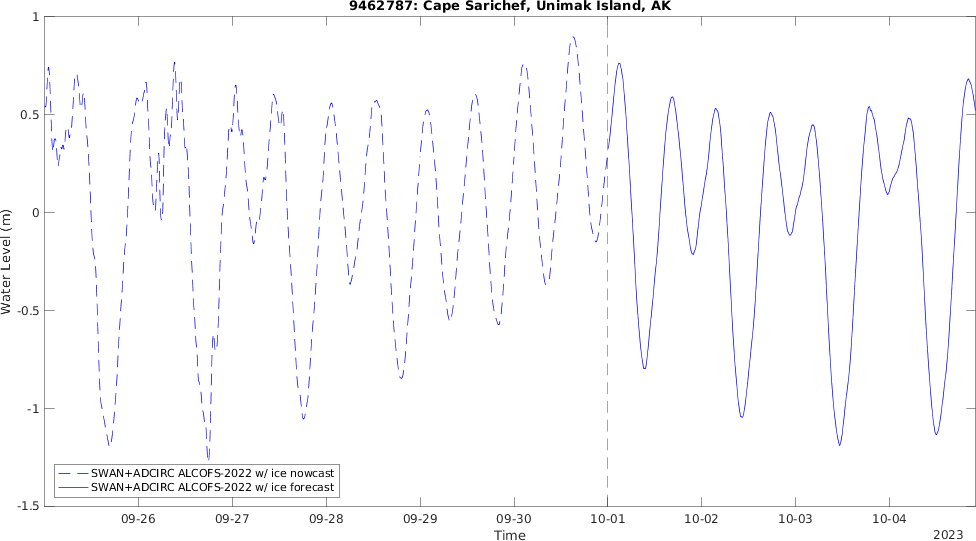 9462787: Cape Sarichef, Unimak Island, AK
1
0.5
0
-0.5
-1
-1.5
Water Level (m)
SWAN+ADCIRC ALCOFS-2022 w/ ice nowcast
SWAN+ADCIRC ALCOFS-2022 w/ ice forecast
09-26 09-27 09-28 09-29 09-30 10-01 10-02 10-03 10-04
Time
2023